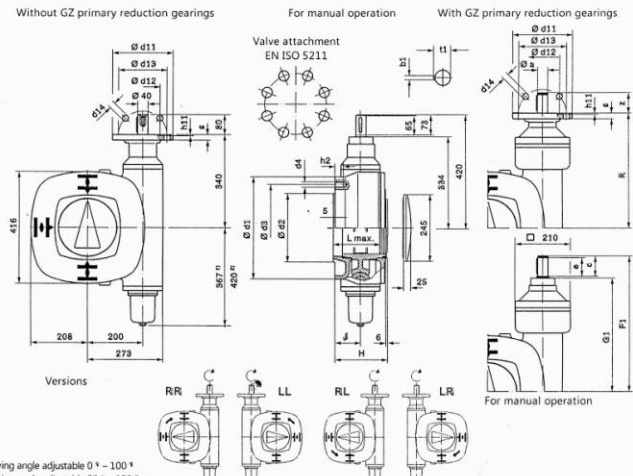 Without GZ primary reduction gearings
For manual operation
With GZ primary reduction gearings
Valve attachment
EN ISO 5211
Ø d11
Ø d13
Ø d12
Ø 40
d14
h11
80
340
416
367 ²⁾
420 ²⁾
208
200
273
b1
t1
h2
d4
5
Ø d1
Ø d3
Ø d2
L max.
65
73
334
420
245
25
J
6
H
Ø d11
Ø d13
Ø d12
Ø a
d14
h11
g
z
R
□ 210
e
c
G1
F1
For manual operation
Versions
RR
LL
RL
LR